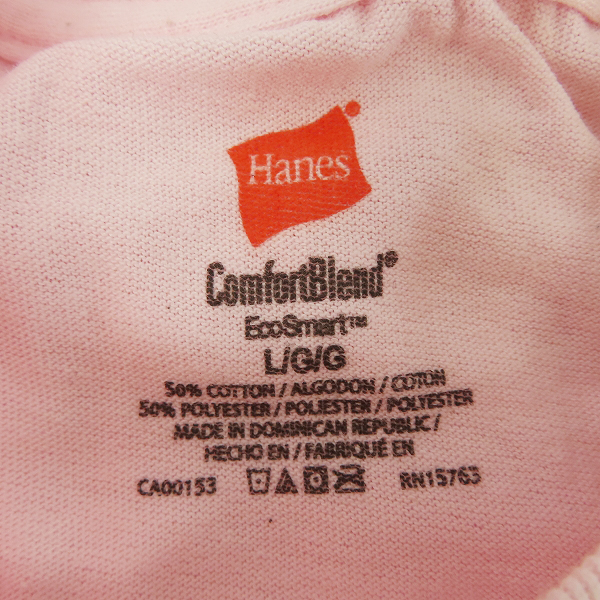 Hanes
ComfortBlend®
EcoSmart™
L/G/G
50% COTTON / ALGODON / COTON
50% POLYESTER / POLIESTER / POLYESTER
MADE IN DOMINICAN REPUBLIC /
HECHO EN / FABRIQUÉ EN
CA00153 RN15763